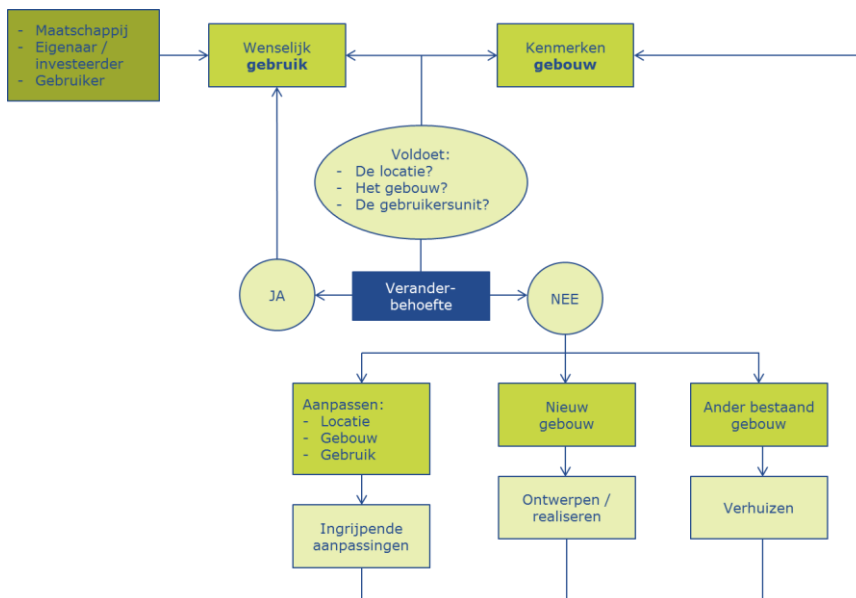 - Maatschappij
- Eigenaar /
investeerder
- Gebruiker
Wenselijk
gebruik
Kenmerken
gebouw
Voldoet:
- De locatie?
- Het gebouw?
- De gebruikersunit?
JA
Verander-
behoefte
NEE
Aanpassen:
- Locatie
- Gebouw
- Gebruik
Nieuw
gebouw
Ander bestaand
gebouw
Ingrijpende
aanpassingen
Ontwerpen /
realiseren
Verhuizen